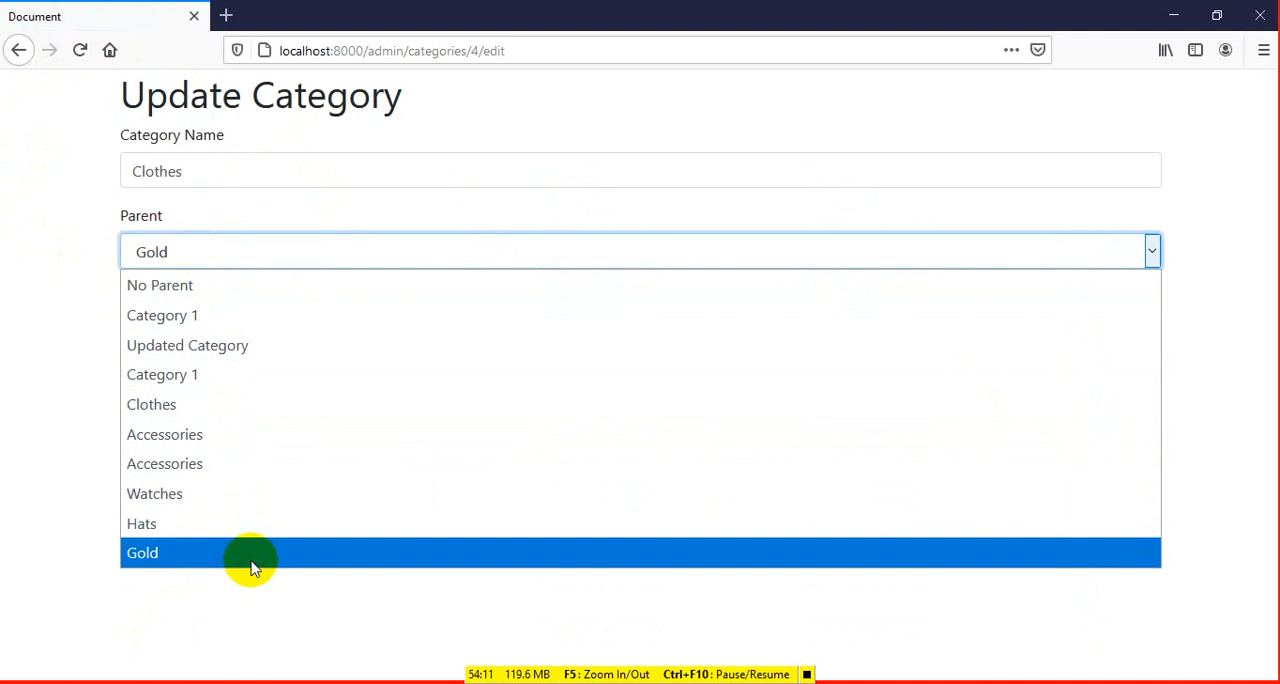 Document
localhost:8000/admin/categories/4/edit
Update Category
Category Name
Clothes
Parent
Gold
No Parent
Category 1
Updated Category
Category 1
Clothes
Accessories
Accessories
Watches
Hats
Gold
54:11 119.6 MB F5: Zoom In/Out Ctrl+F10: Pause/Resume